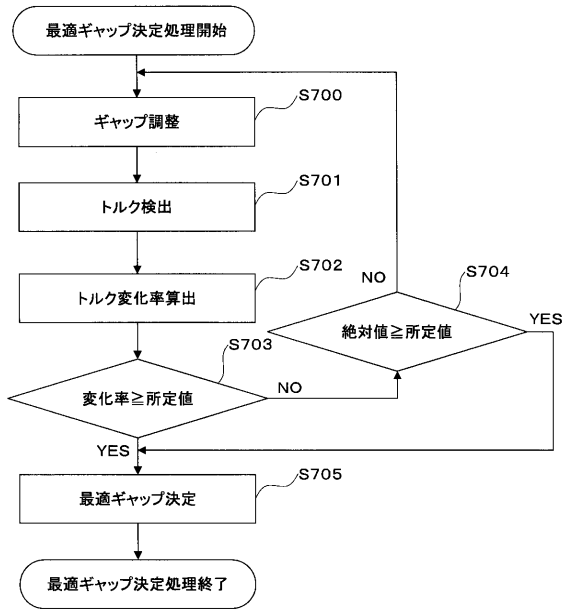 最適ギャップ決定処理開始
S700
ギャップ調整
S701
トルク検出
S702
トルク変化率算出
S703
変化率≧所定値
NO
YES
S704
絶対値≧所定値
NO
YES
S705
最適ギャップ決定
最適ギャップ決定処理終了